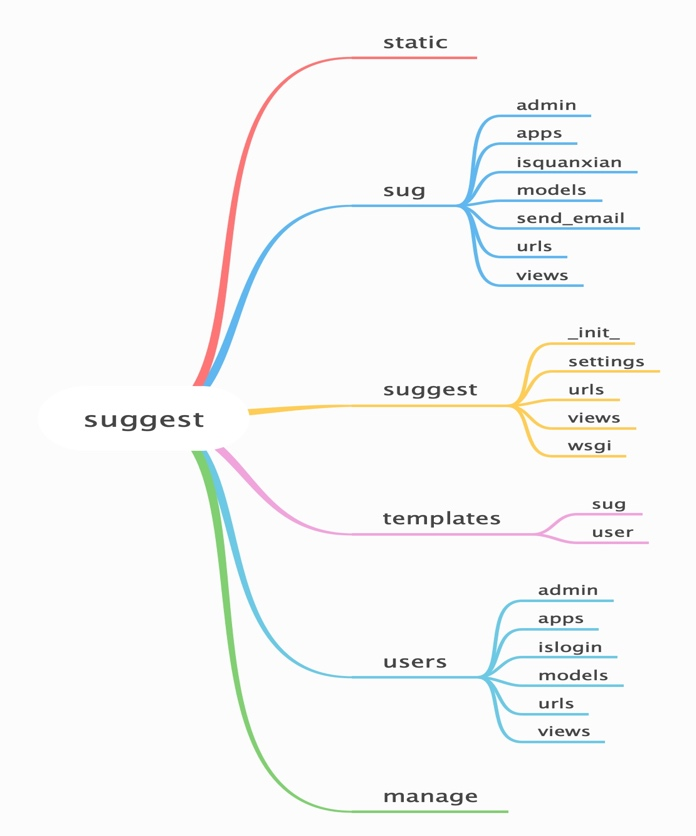 static
sug
admin
apps
isquanxian
models
send_email
urls
views
suggest
suggest
_init_
settings
urls
views
wsgi
templates
sug
user
users
admin
apps
islogin
models
urls
views
manage